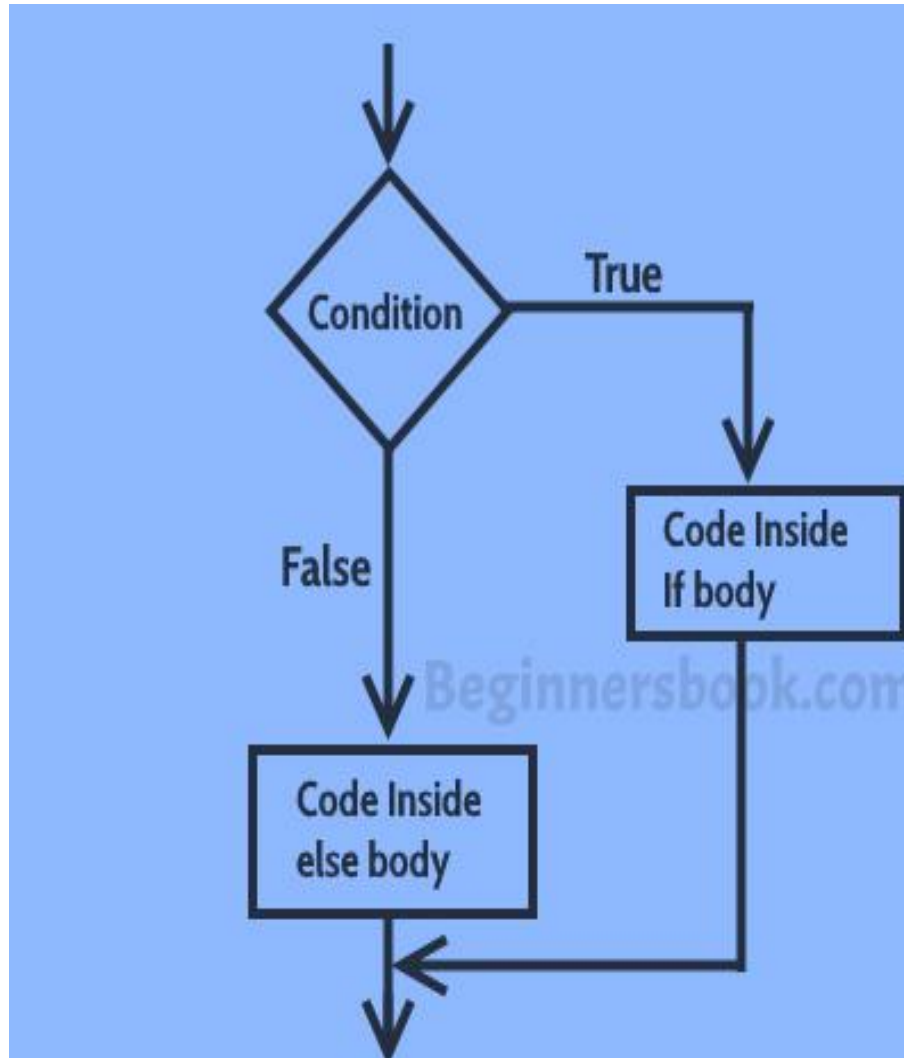 Condition
True
False
Code Inside
If body
Beginnersbook.com
Code Inside
else body